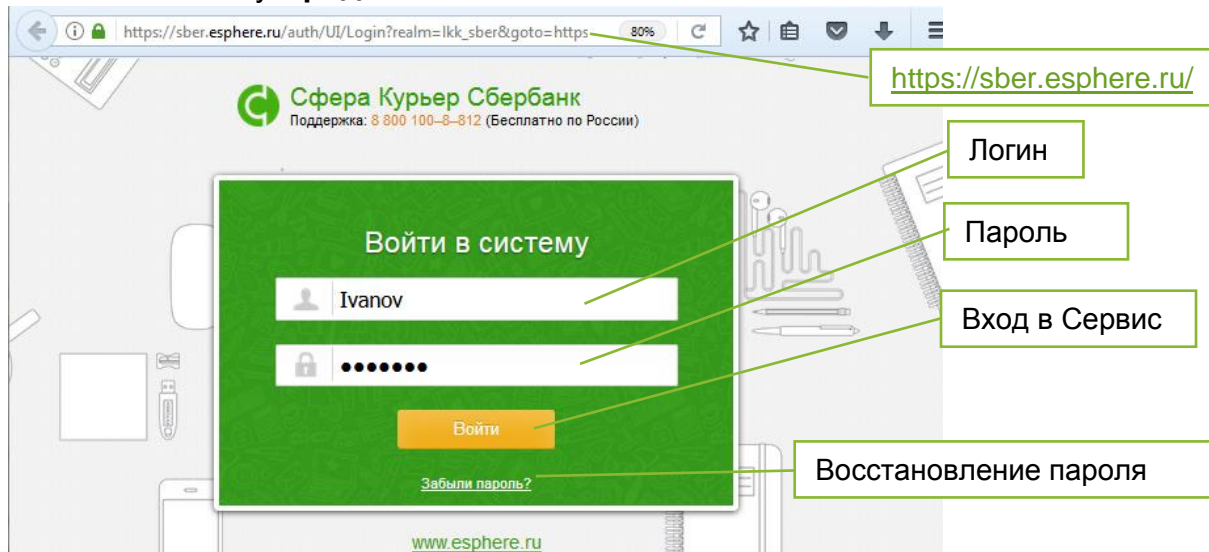 https://sber.esphere.ru/auth/UI/Login?realm=lkk_sber&goto=https
80%
https://sber.esphere.ru/
Сфера Курьер Сбербанк
Поддержка: 8 800 100–8–812 (Бесплатно по России)
Логин
Войти в систему
Пароль
Ivanov
Вход в Сервис
•••••••
Войти
Восстановление пароля
Забыли пароль?
www.esphere.ru